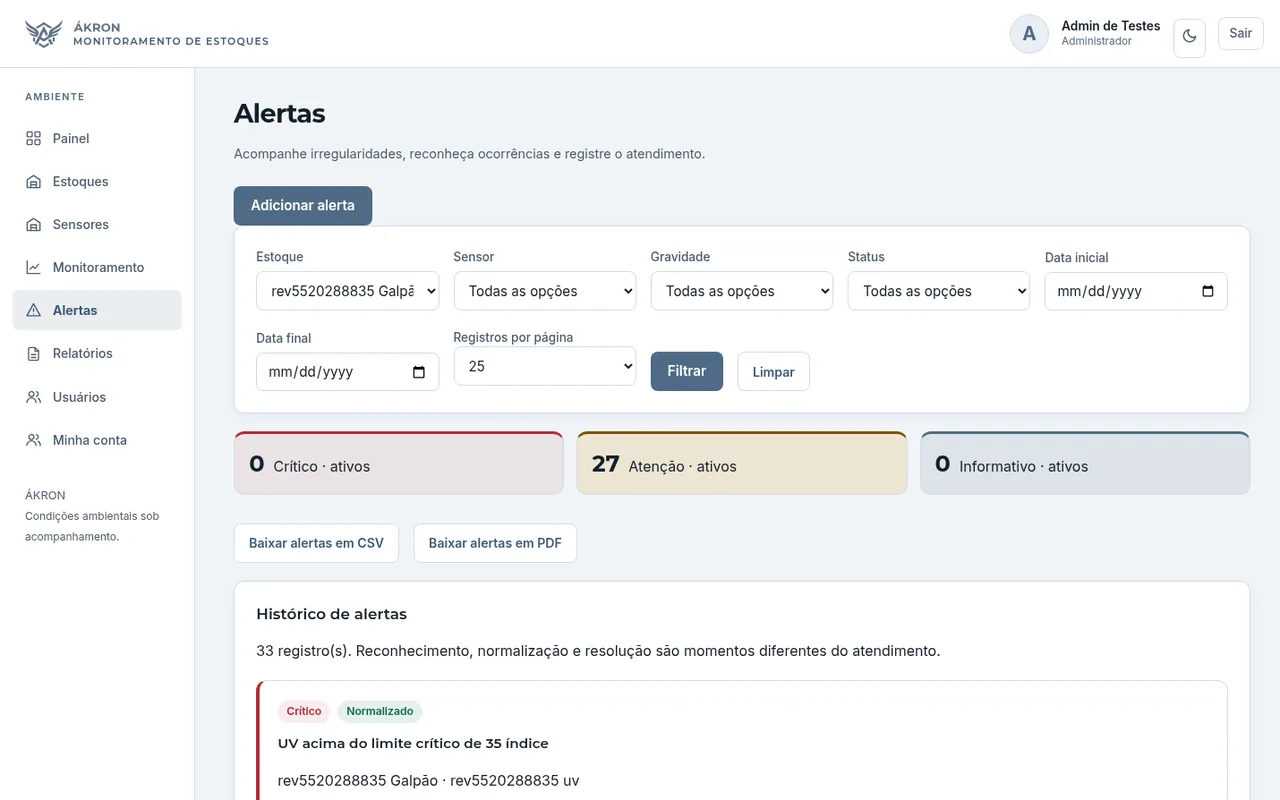 ÁKRON
MONITORAMENTO DE ESTOQUES
A
Admin de Testes
Administrador
Sair
AMBIENTE
Painel
Estoques
Sensores
Monitoramento
Alertas
Relatórios
Usuários
Minha conta
ÁKRON
Condições ambientais sob
acompanhamento.
Alertas
Acompanhe irregularidades, reconheça ocorrências e registre o atendimento.
Adicionar alerta
Estoque
Sensor
Gravidade
Status
Data inicial
rev5520288835 Galpã
Todas as opções
Todas as opções
Todas as opções
mm/dd/yyyy
Data final
Registros por página
mm/dd/yyyy
25
Filtrar
Limpar
0 Crítico · ativos
27 Atenção · ativos
0 Informativo · ativos
Baixar alertas em CSV
Baixar alertas em PDF
Histórico de alertas
33 registro(s). Reconhecimento, normalização e resolução são momentos diferentes do atendimento.
Crítico
Normalizado
UV acima do limite crítico de 35 índice
rev5520288835 Galpão · rev5520288835 uv